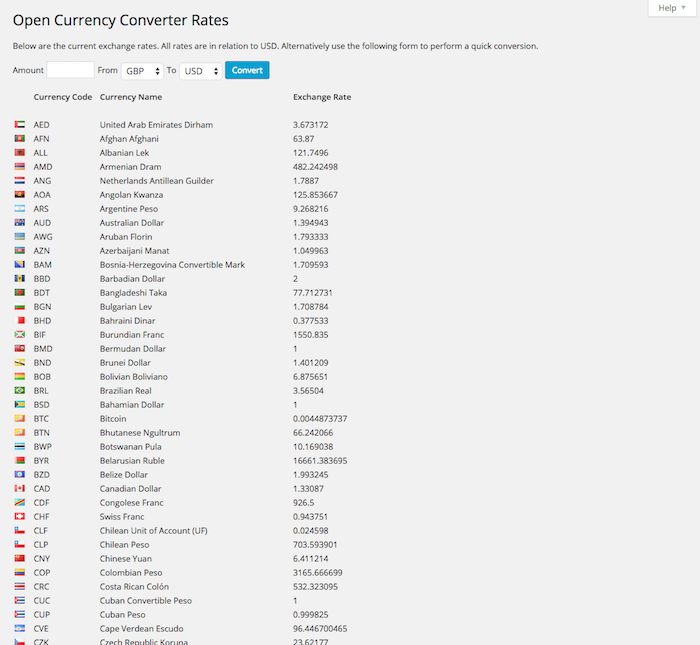 Help
Open Currency Converter Rates
Below are the current exchange rates. All rates are in relation to USD. Alternatively use the following form to perform a quick conversion.
Amount From GBP To USD Convert
Currency Code Currency Name Exchange Rate
AED United Arab Emirates Dirham 3.673172
AFN Afghan Afghani 63.87
ALL Albanian Lek 121.7496
AMD Armenian Dram 482.242498
ANG Netherlands Antillean Guilder 1.7887
AOA Angolan Kwanza 125.853667
ARS Argentine Peso 9.268216
AUD Australian Dollar 1.394943
AWG Aruban Florin 1.793333
AZN Azerbaijani Manat 1.049963
BAM Bosnia-Herzegovina Convertible Mark 1.709593
BBD Barbadian Dollar 2
BDT Bangladeshi Taka 77.712731
BGN Bulgarian Lev 1.708784
BHD Bahraini Dinar 0.377533
BIF Burundian Franc 1550.835
BMD Bermudan Dollar 1
BND Brunei Dollar 1.401209
BOB Bolivian Boliviano 6.875651
BRL Brazilian Real 3.56504
BSD Bahamian Dollar 1
BTC Bitcoin 0.0044873737
BTN Bhutanese Ngultrum 66.242066
BWP Botswanan Pula 10.169038
BYR Belarusian Ruble 16661.383695
BZD Belize Dollar 1.993245
CAD Canadian Dollar 1.33087
CDF Congolese Franc 926.5
CHF Swiss Franc 0.943751
CLF Chilean Unit of Account (UF) 0.024598
CLP Chilean Peso 703.593901
CNY Chinese Yuan 6.411214
COP Colombian Peso 3165.666699
CRC Costa Rican Colón 532.323095
CUC Cuban Convertible Peso 1
CUP Cuban Peso 0.999825
CVE Cape Verdean Escudo 96.446700465
CZK Czech Republic Koruna 23.62177